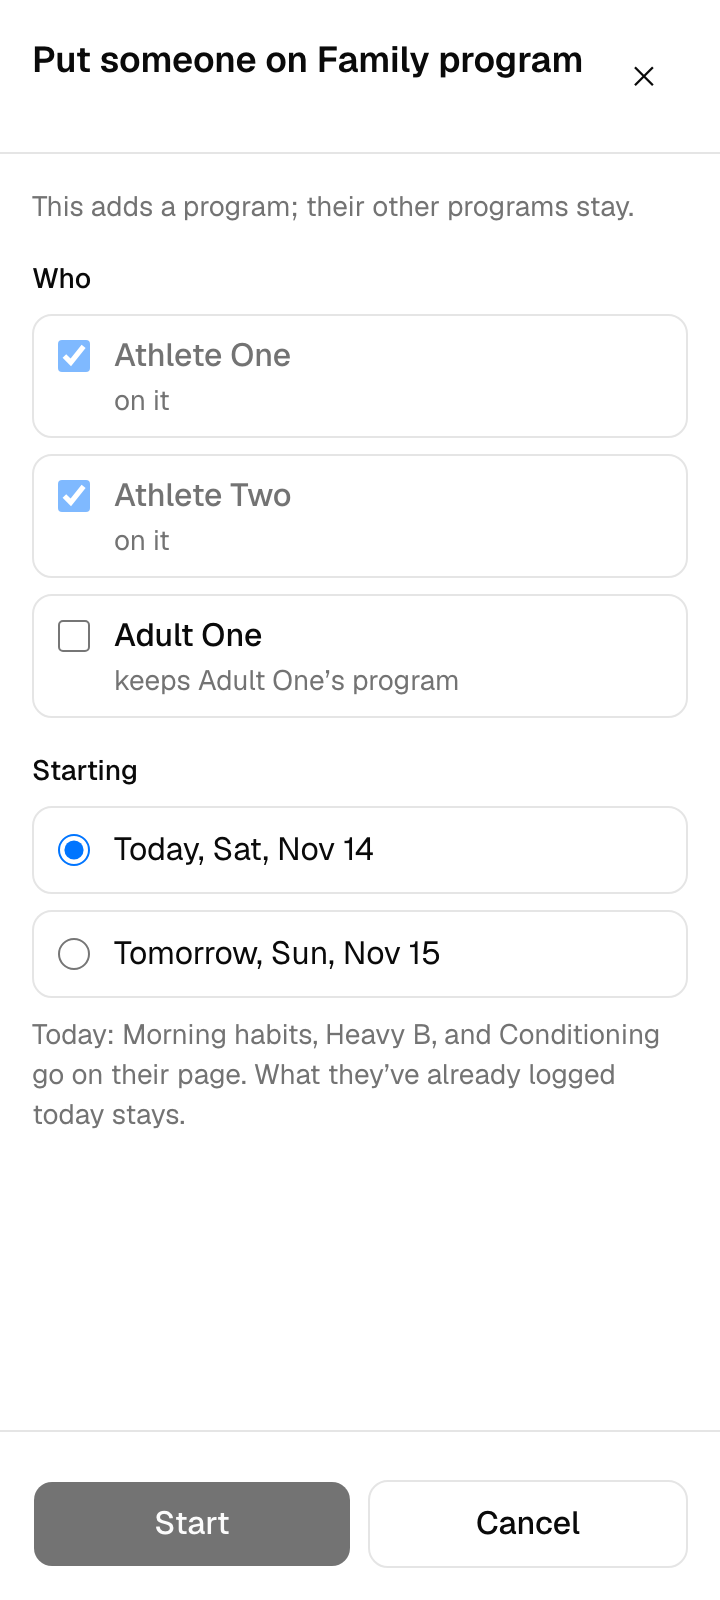 Put someone on Family program
This adds a program; their other programs stay.
Who
Athlete One
on it
Athlete Two
on it
Adult One
keeps Adult One’s program
Starting
Today, Sat, Nov 14
Tomorrow, Sun, Nov 15
Today: Morning habits, Heavy B, and Conditioning
go on their page. What they’ve already logged
today stays.
Start
Cancel